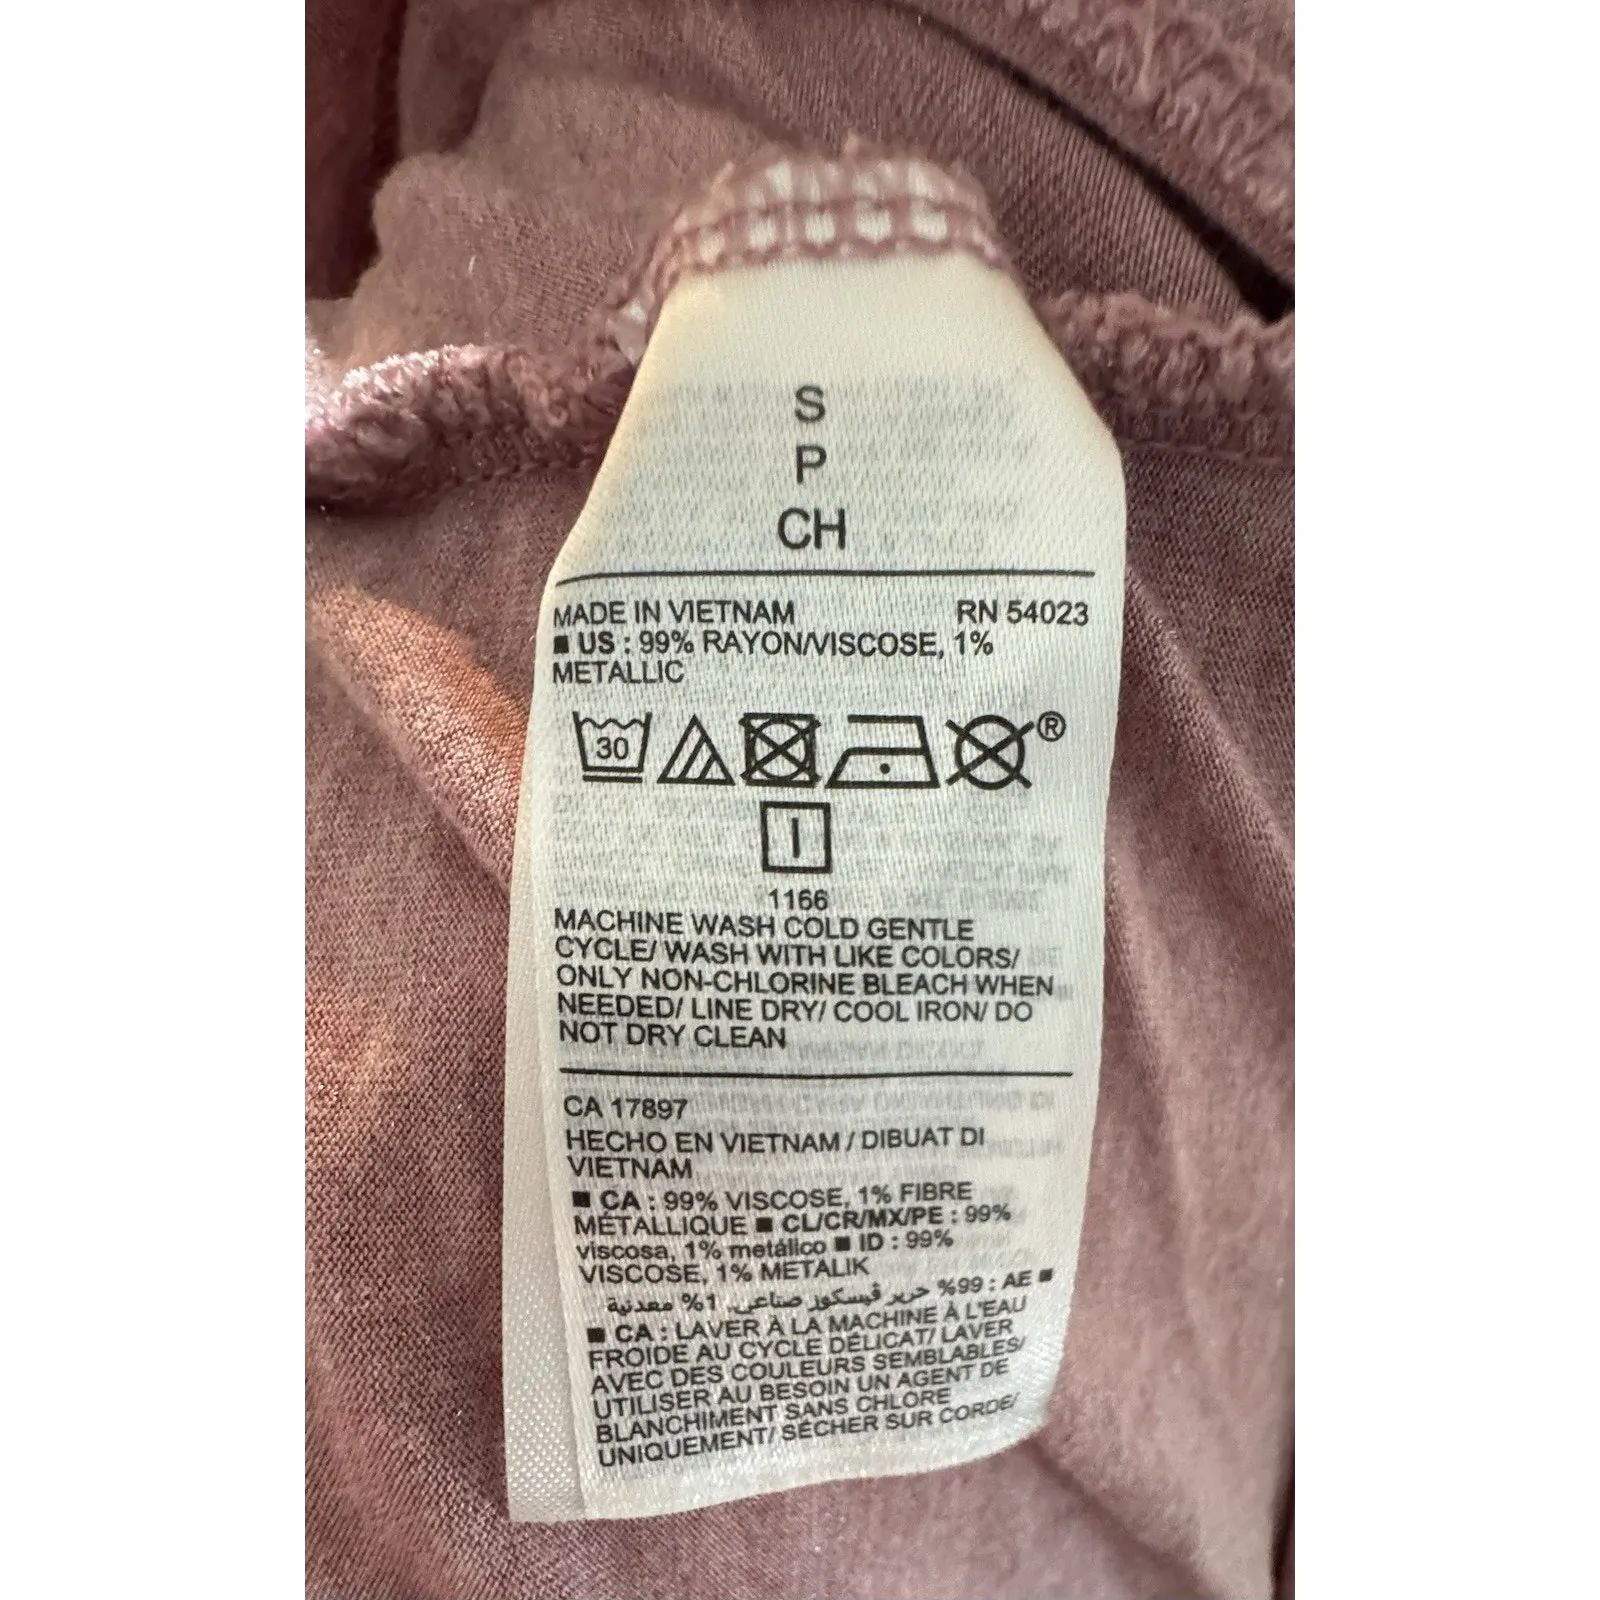 S
P
CH
MADE IN VIETNAM RN 54023
■ US : 99% RAYON/VISCOSE, 1%
METALLIC
30
®
1166
MACHINE WASH COLD GENTLE
CYCLE/ WASH WITH LIKE COLORS/
ONLY NON-CHLORINE BLEACH WHEN
NEEDED/ LINE DRY/ COOL IRON/ DO
NOT DRY CLEAN
CA 17897
HECHO EN VIETNAM / DIBUAT DI
VIETNAM
■ CA : 99% VISCOSE, 1% FIBRE
MÉTALLIQUE ■ CL/CR/MX/PE : 99%
viscosa, 1% metálico ■ ID : 99%
VISCOSE, 1% METALIK
■ AE : 99% حرير ڤيسكوز صناعي, 1% معدنية
■ CA : LAVER À LA MACHINE À L'EAU
FROIDE AU CYCLE DÉLICAT/ LAVER
AVEC DES COULEURS SEMBLABLES/
UTILISER AU BESOIN UN AGENT DE
BLANCHIMENT SANS CHLORE
UNIQUEMENT/ SÉCHER SUR CORDE/